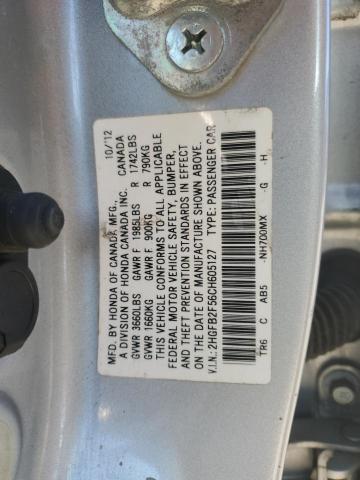 MFD. BY HONDA OF CANADA MFG., 10/'12
A DIVISION OF HONDA CANADA INC. CANADA
GVWR 3660LBS GAWR F 1985LBS R 1742LBS
GVWR 1660KG GAWR F 900KG R 790KG
THIS VEHICLE CONFORMS TO ALL APPLICABLE
FEDERAL MOTOR VEHICLE SAFETY, BUMPER,
AND THEFT PREVENTION STANDARDS IN EFFECT
ON THE DATE OF MANUFACTURE SHOWN ABOVE.
V.I.N.: 2HGFB2F56CH605127 TYPE: PASSENGER CAR
TR6 C AB5 NH700MX G H